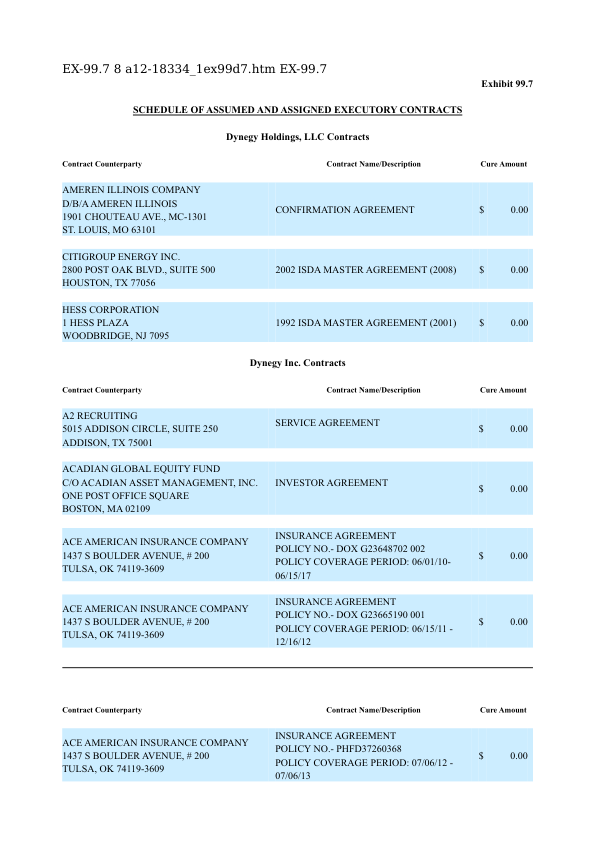 EX-99.7 8 a12-18334_1ex99d7.htm EX-99.7
Exhibit 99.7
SCHEDULE OF ASSUMED AND ASSIGNED EXECUTORY CONTRACTS
Dynegy Holdings, LLC Contracts
Contract Counterparty Contract Name/Description Cure Amount
AMEREN ILLINOIS COMPANY
D/B/A AMEREN ILLINOIS
1901 CHOUTEAU AVE., MC-1301
ST. LOUIS, MO 63101
CONFIRMATION AGREEMENT
$ 0.00
CITIGROUP ENERGY INC.
2800 POST OAK BLVD., SUITE 500
HOUSTON, TX 77056
2002 ISDA MASTER AGREEMENT (2008)
$ 0.00
HESS CORPORATION
1 HESS PLAZA
WOODBRIDGE, NJ 7095
1992 ISDA MASTER AGREEMENT (2001)
$ 0.00
Dynegy Inc. Contracts
Contract Counterparty Contract Name/Description Cure Amount
A2 RECRUITING
5015 ADDISON CIRCLE, SUITE 250
ADDISON, TX 75001
SERVICE AGREEMENT
$ 0.00
ACADIAN GLOBAL EQUITY FUND
C/O ACADIAN ASSET MANAGEMENT, INC.
ONE POST OFFICE SQUARE
BOSTON, MA 02109
INVESTOR AGREEMENT
$ 0.00
ACE AMERICAN INSURANCE COMPANY
1437 S BOULDER AVENUE, # 200
TULSA, OK 74119-3609
INSURANCE AGREEMENT
POLICY NO.- DOX G23648702 002
POLICY COVERAGE PERIOD: 06/01/10-
06/15/17
$ 0.00
ACE AMERICAN INSURANCE COMPANY
1437 S BOULDER AVENUE, # 200
TULSA, OK 74119-3609
INSURANCE AGREEMENT
POLICY NO.- DOX G23665190 001
POLICY COVERAGE PERIOD: 06/15/11 -
12/16/12
$ 0.00
Contract Counterparty Contract Name/Description Cure Amount
ACE AMERICAN INSURANCE COMPANY
1437 S BOULDER AVENUE, # 200
TULSA, OK 74119-3609
INSURANCE AGREEMENT
POLICY NO.- PHFD37260368
POLICY COVERAGE PERIOD: 07/06/12 -
07/06/13
$ 0.00